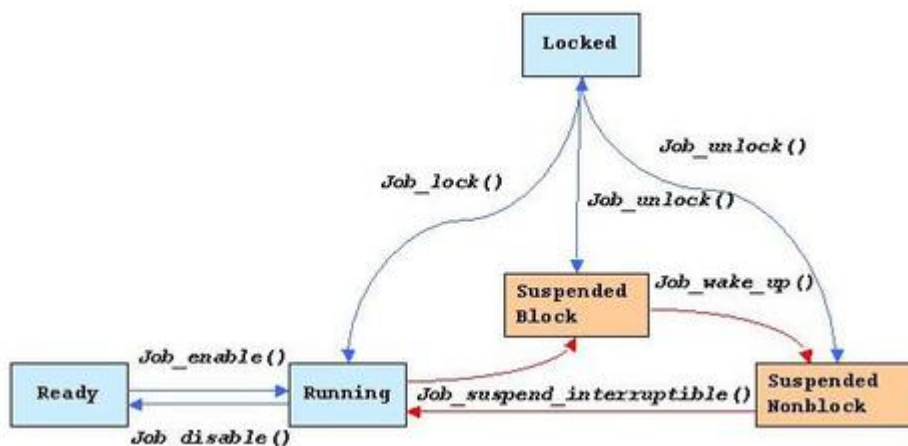 Locked
Job_unlock()
Job_lock()
Job_unlock()
Suspended
Block
Job_wake_up()
Job_enable()
Ready
Running
Job_suspend_interruptible()
Suspended
Nonblock
Job_disable()